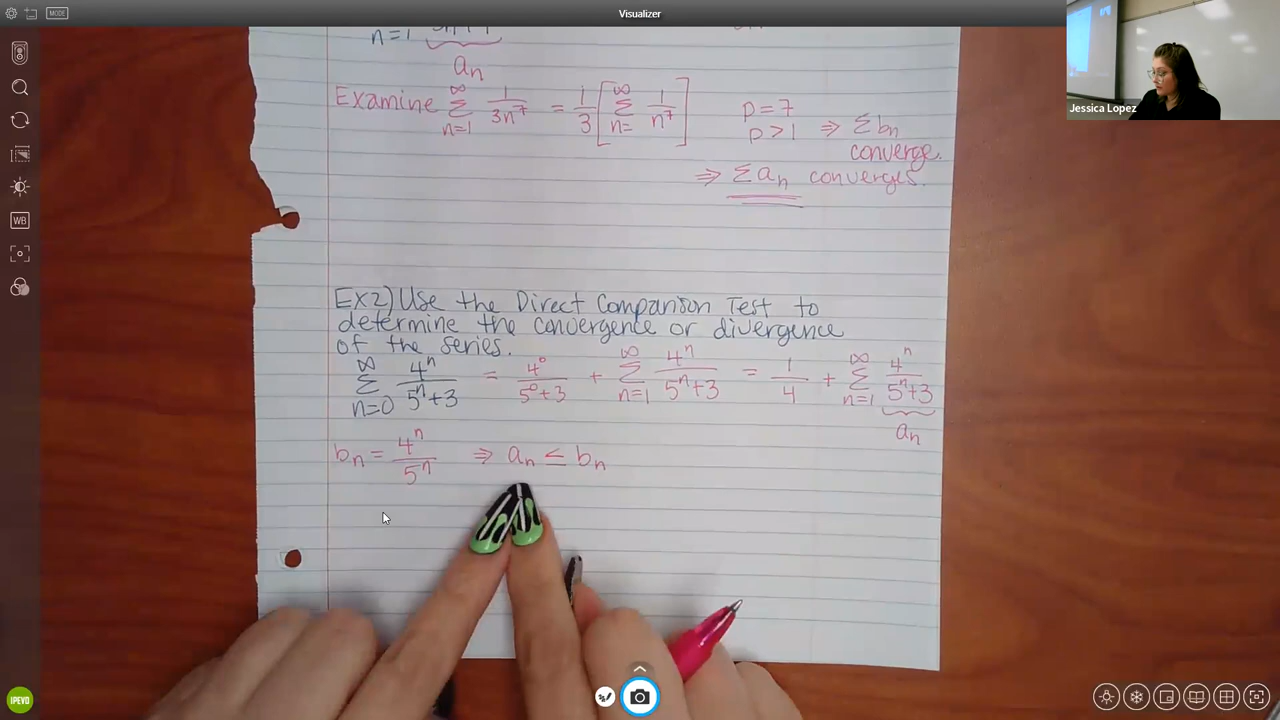 MODE
Visualizer
WB
Jessica Lopez
n=1
aₙ
Examine ∑_{n=1}^{∞} 1/3n⁷ = 1/3 [∑_{n=}^{∞} 1/n⁷] p=7
p>1 ⇒ ∑bₙ
converge.
⇒ ∑aₙ converges.
Ex2) Use the Direct Comparison Test to
determine the convergence or divergence
of the series.
∑_{n=0}^{∞} 4ⁿ/(5ⁿ+3) = 4⁰/(5⁰+3) + ∑_{n=1}^{∞} 4ⁿ/(5ⁿ+3) = 1/4 + ∑_{n=1}^{∞} 4ⁿ/(5ⁿ+3)
aₙ
bₙ = 4ⁿ/5ⁿ ⇒ aₙ ≤ bₙ
IPEVO